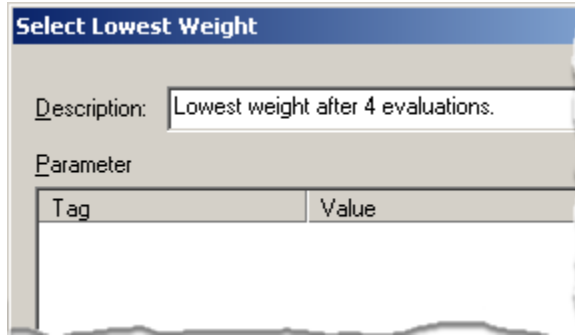 Select Lowest Weight
Description: Lowest weight after 4 evaluations.
Parameter
Tag Value